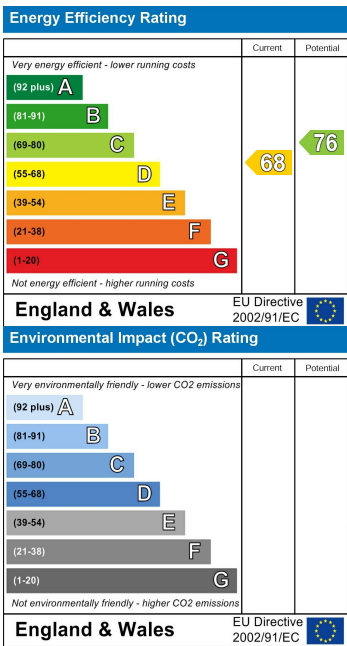 Energy Efficiency Rating
Current Potential
Very energy efficient - lower running costs
(92 plus) A
(81-91) B
(69-80) C
(55-68) D
(39-54) E
(21-38) F
(1-20) G
68
76
Not energy efficient - higher running costs
England & Wales
EU Directive
2002/91/EC
Environmental Impact (CO₂) Rating
Current Potential
Very environmentally friendly - lower CO2 emissions
(92 plus) A
(81-91) B
(69-80) C
(55-68) D
(39-54) E
(21-38) F
(1-20) G
Not environmentally friendly - higher CO2 emissions
England & Wales
EU Directive
2002/91/EC